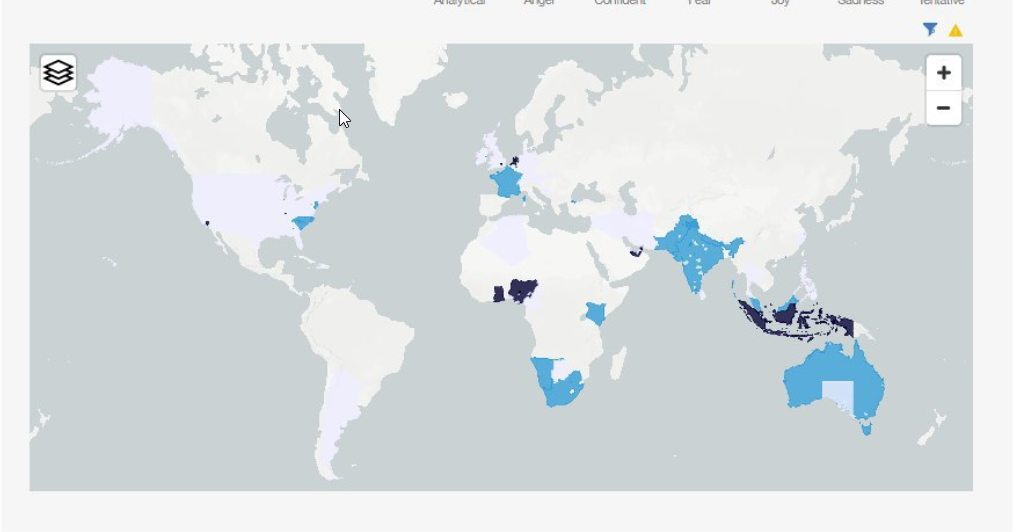 Analytical Anger Confident Fear Joy Sadness Tentative
+
−